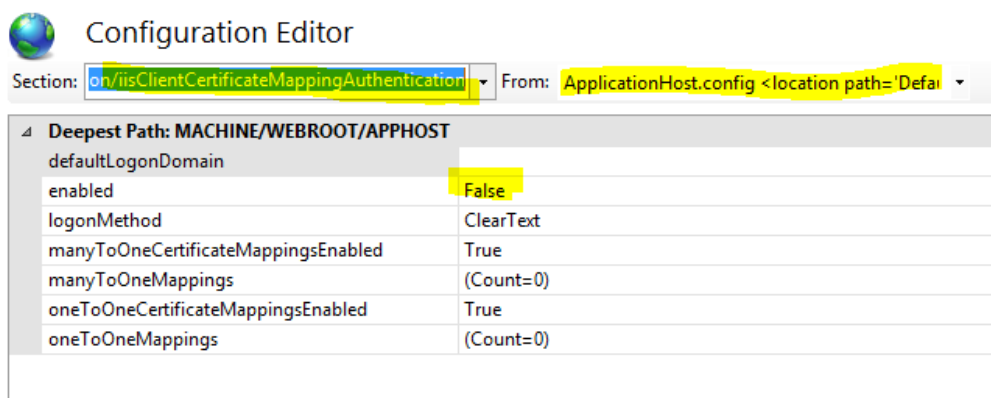 Configuration Editor
Section: on/iisClientCertificateMappingAuthentication From: ApplicationHost.config <location path='Defau
Deepest Path: MACHINE/WEBROOT/APPHOST
defaultLogonDomain
enabled False
logonMethod ClearText
manyToOneCertificateMappingsEnabled True
manyToOneMappings (Count=0)
oneToOneCertificateMappingsEnabled True
oneToOneMappings (Count=0)